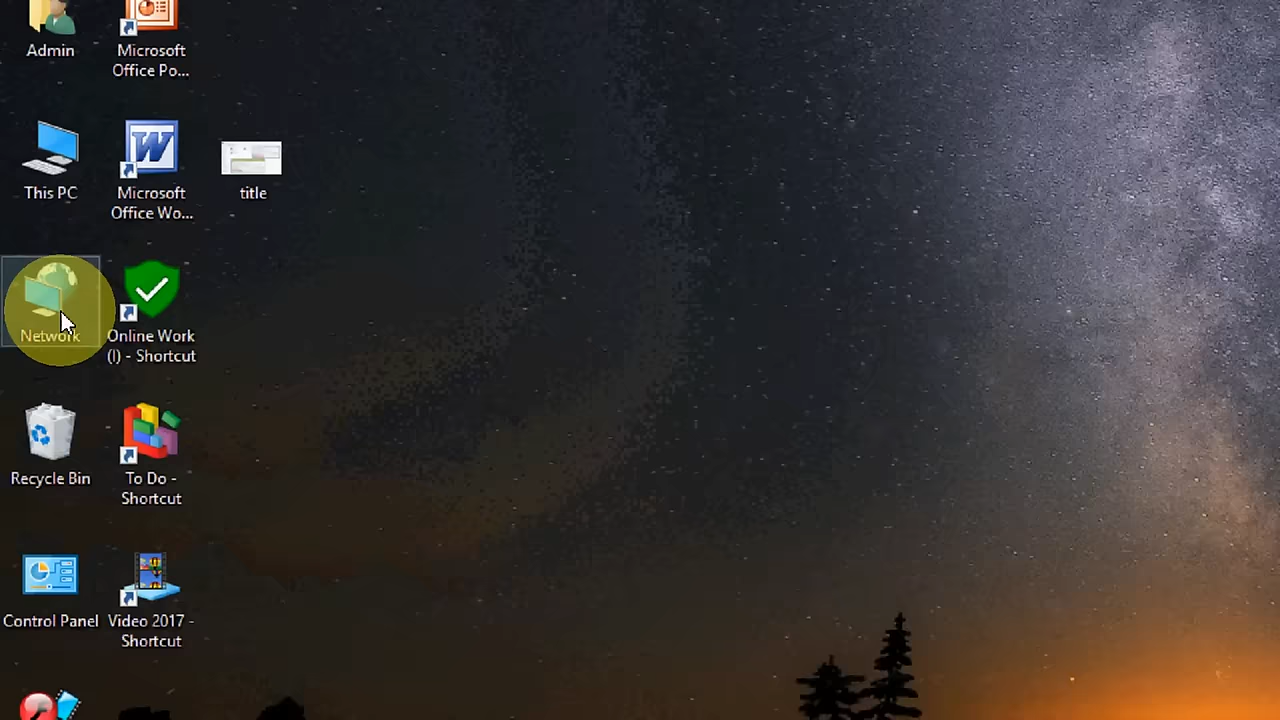 Admin
Microsoft
Office Po...
This PC
Microsoft
Office Wo...
title
Network
Online Work
(I) - Shortcut
Recycle Bin
To Do -
Shortcut
Control Panel
Video 2017 -
Shortcut